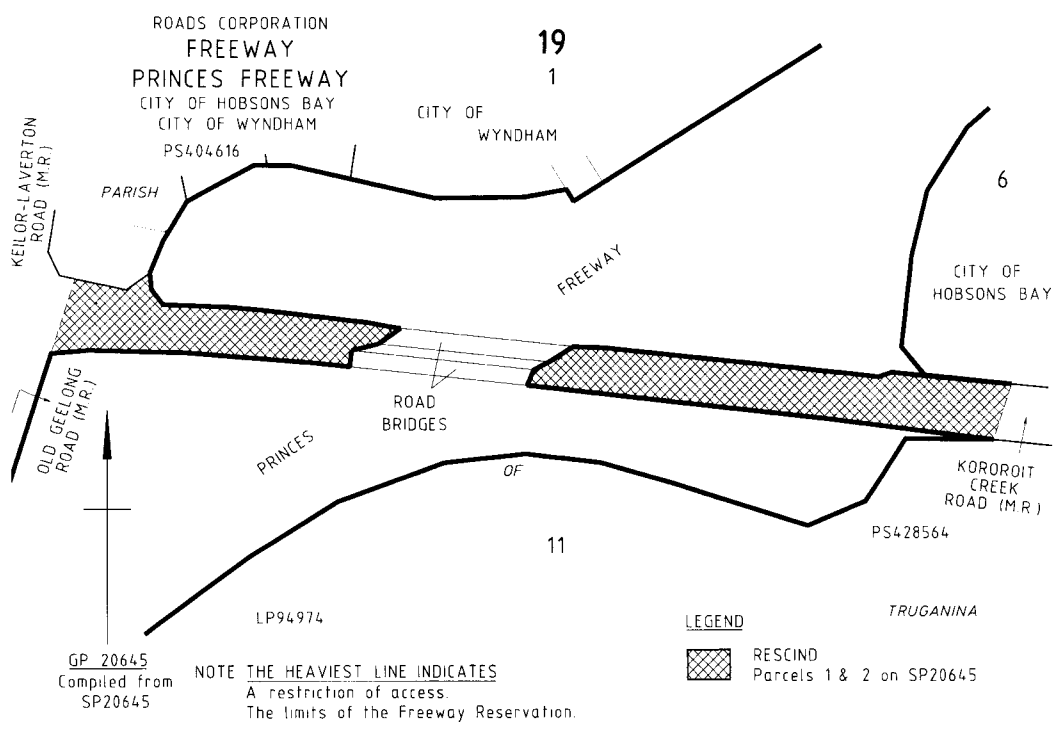 ROADS CORPORATION
FREEWAY
PRINCES FREEWAY
CITY OF HOBSONS BAY
CITY OF WYNDHAM
PS404616
19
1
CITY OF
WYNDHAM
6
KEILOR-LAVERTON
ROAD (M.R.)
PARISH
FREEWAY
CITY OF
HOBSONS BAY
OLD GEELONG
ROAD (M.R.)
ROAD
BRIDGES
PRINCES
OF
KOROROIT
CREEK
ROAD (M.R.)
11
PS428564
LP94974
TRUGANINA
LEGEND
RESCIND
Parcels 1 & 2 on SP20645
GP 20645
Compiled from
SP20645
NOTE THE HEAVIEST LINE INDICATES
A restriction of access.
The limits of the Freeway Reservation.